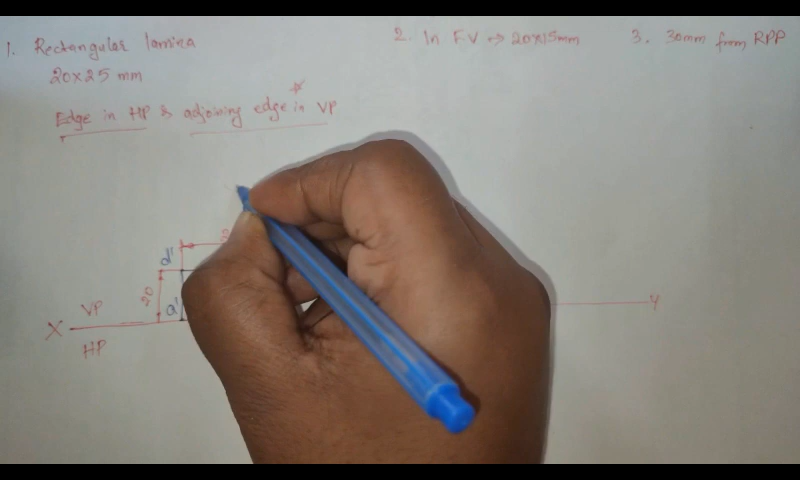 1. Rectangular lamina
20x25 mm
Edge in HP & adjoining edge in VP
2 In F.V → 20x15mm
3. 30mm from RPP
d'
20
a'
VP
X
HP
Y